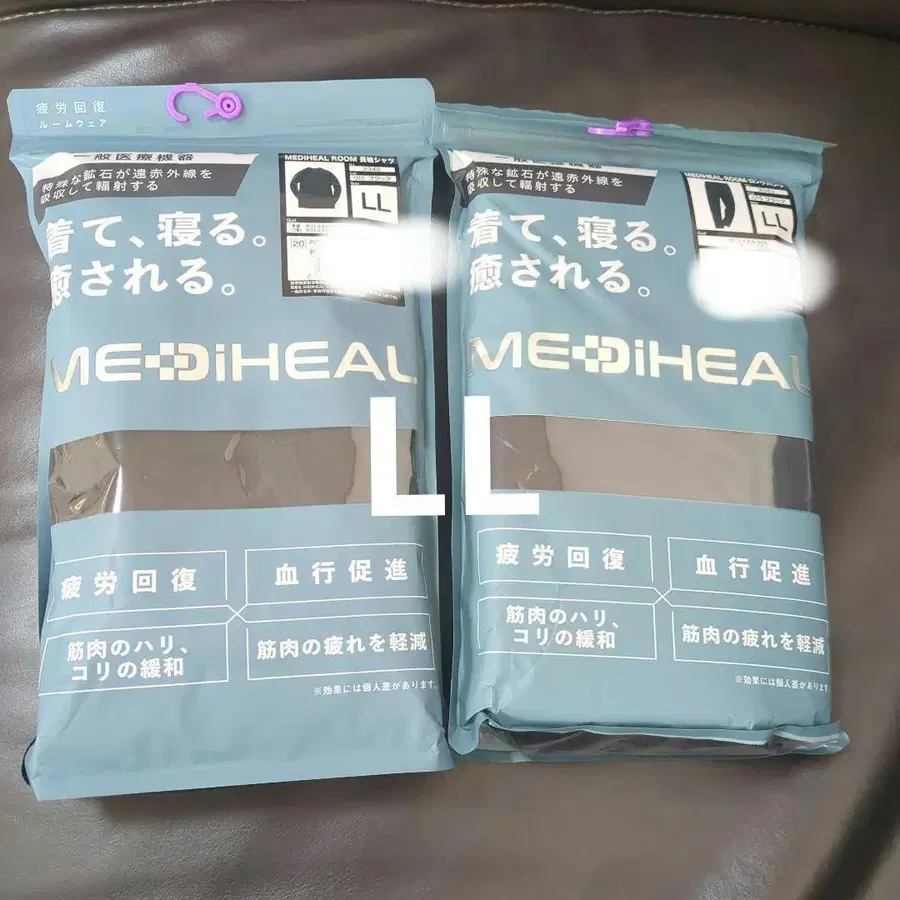 疲労回復
ルームウェア
一般医療機器
特殊な鉱石が遠赤外線を
吸収して輻射する
MEDIHEAL ROOM 長袖シャツ
2342
015 ブラック
LL
20
着て、寝る。
癒される。
MEDiHEAL
疲労回復
血行促進
筋肉のハリ、
コリの緩和
筋肉の疲れを軽減
※効果には個人差があります。
一般医療機器
特殊な鉱石が遠赤外線を
吸収して輻射する
LL
着て、寝る。
癒される。
MEDiHEAL
疲労回復
血行促進
筋肉のハリ、
コリの緩和
筋肉の疲れを軽減
※効果には個人差があります
LL